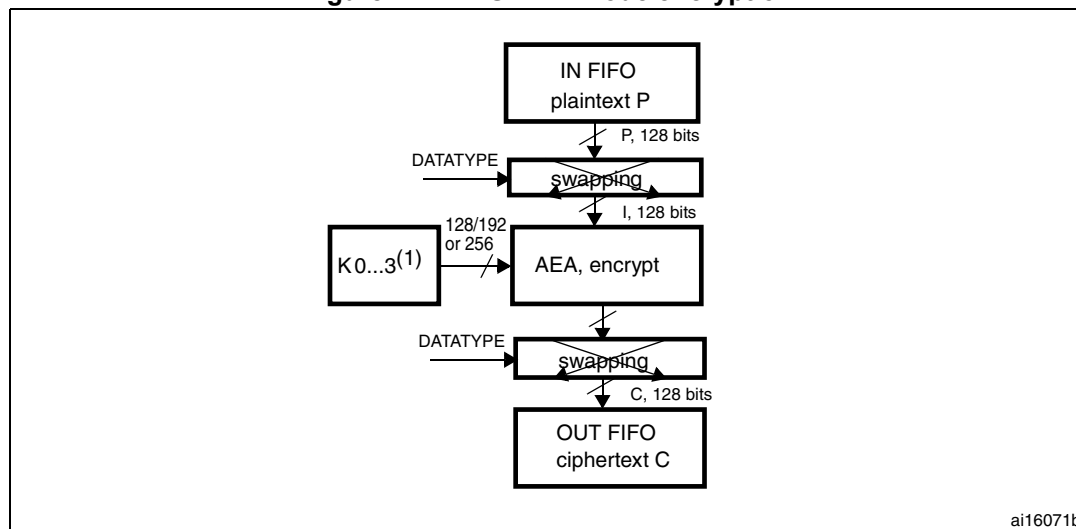 IN FIFO
plaintext P
P, 128 bits
DATATYPE
swapping
I, 128 bits
128/192
or 256
K 0...3(1)
AEA, encrypt
DATATYPE
swapping
C, 128 bits
OUT FIFO
ciphertext C
ai16071b